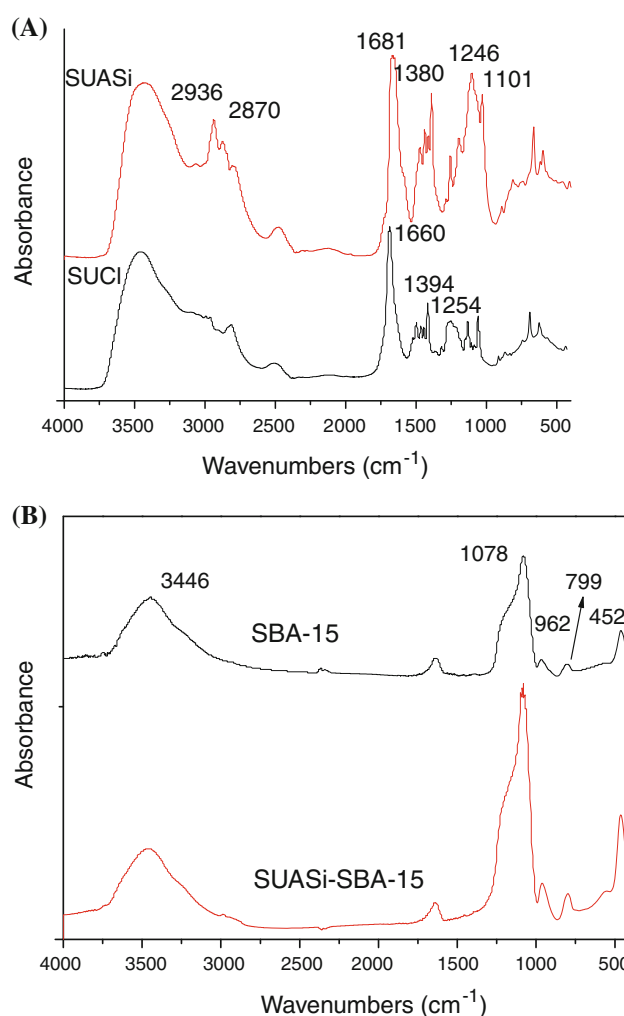 (A)
SUASi
2936
2870
1681
1380
1246
1101
SUCl
1660
1394
1254
Absorbance
4000 3500 3000 2500 2000 1500 1000 500
Wavenumbers (cm⁻¹)
(B)
3446
SBA-15
1078
962
799
452
SUASi-SBA-15
Absorbance
4000 3500 3000 2500 2000 1500 1000 500
Wavenumbers (cm⁻¹)